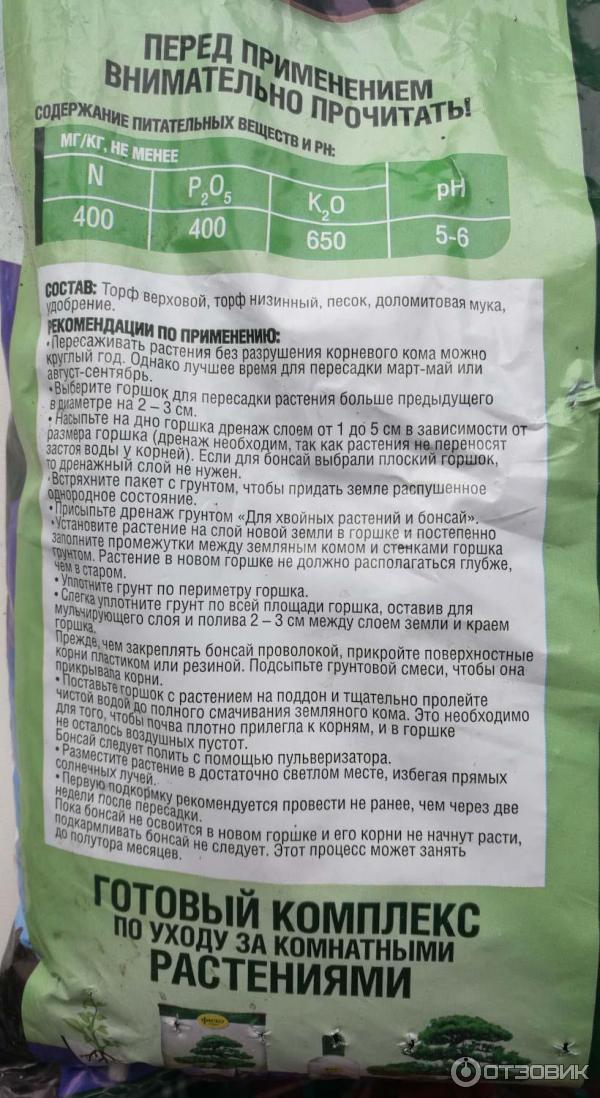 ПЕРЕД ПРИМЕНЕНИЕМ
ВНИМАТЕЛЬНО ПРОЧИТАТЬ!
СОДЕРЖАНИЕ ПИТАТЕЛЬНЫХ ВЕЩЕСТВ И PH:
МГ/КГ, НЕ МЕНЕЕ
N P2O5 K2O pH
400 400 650 5-6
СОСТАВ: Торф верховой, торф низинный, песок, доломитовая мука,
удобрение.
РЕКОМЕНДАЦИИ ПО ПРИМЕНЕНИЮ:
•Пересаживать растения без разрушения корневого кома можно
круглый год. Однако лучшее время для пересадки март-май или
август-сентябрь.
•Выберите горшок для пересадки растения больше предыдущего
в диаметре на 2 – 3 см.
•Насыпьте на дно горшка дренаж слоем от 1 до 5 см в зависимости от
размера горшка (дренаж необходим, так как растения не переносят
застоя воды у корней). Если для бонсай выбрали плоский горшок,
то дренажный слой не нужен.
•Встряхните пакет с грунтом, чтобы придать земле распушенное
однородное состояние.
•Присыпьте дренаж грунтом «Для хвойных растений и бонсай».
•Установите растение на слой новой земли в горшке и постепенно
заполните промежутки между земляным комом и стенками горшка
грунтом. Растение в новом горшке не должно располагаться глубже,
чем в старом.
•Уплотните грунт по периметру горшка.
•Слегка уплотните грунт по всей площади горшка, оставив для
мульчирующего слоя и полива 2 – 3 см между слоем земли и краем
горшка.
Прежде, чем закреплять бонсай проволокой, прикройте поверхностные
корни пластиком или резиной. Подсыпьте грунтовой смеси, чтобы она
прикрывала корни.
•Поставьте горшок с растением на поддон и тщательно пролейте
чистой водой до полного смачивания земляного кома. Это необходимо
для того, чтобы почва плотно прилегла к корням, и в горшке
не осталось воздушных пустот.
Бонсай следует полить с помощью пульверизатора.
•Разместите растение в достаточно светлом месте, избегая прямых
солнечных лучей.
•Первую подкормку рекомендуется провести не ранее, чем через две
недели после пересадки.
Пока бонсай не освоится в новом горшке и его корни не начнут расти,
подкармливать бонсай не следует. Этот процесс может занять
до полутора месяцев.
ГОТОВЫЙ КОМПЛЕКС
ПО УХОДУ ЗА КОМНАТНЫМИ
РАСТЕНИЯМИ
фаско
ОТЗОВИК